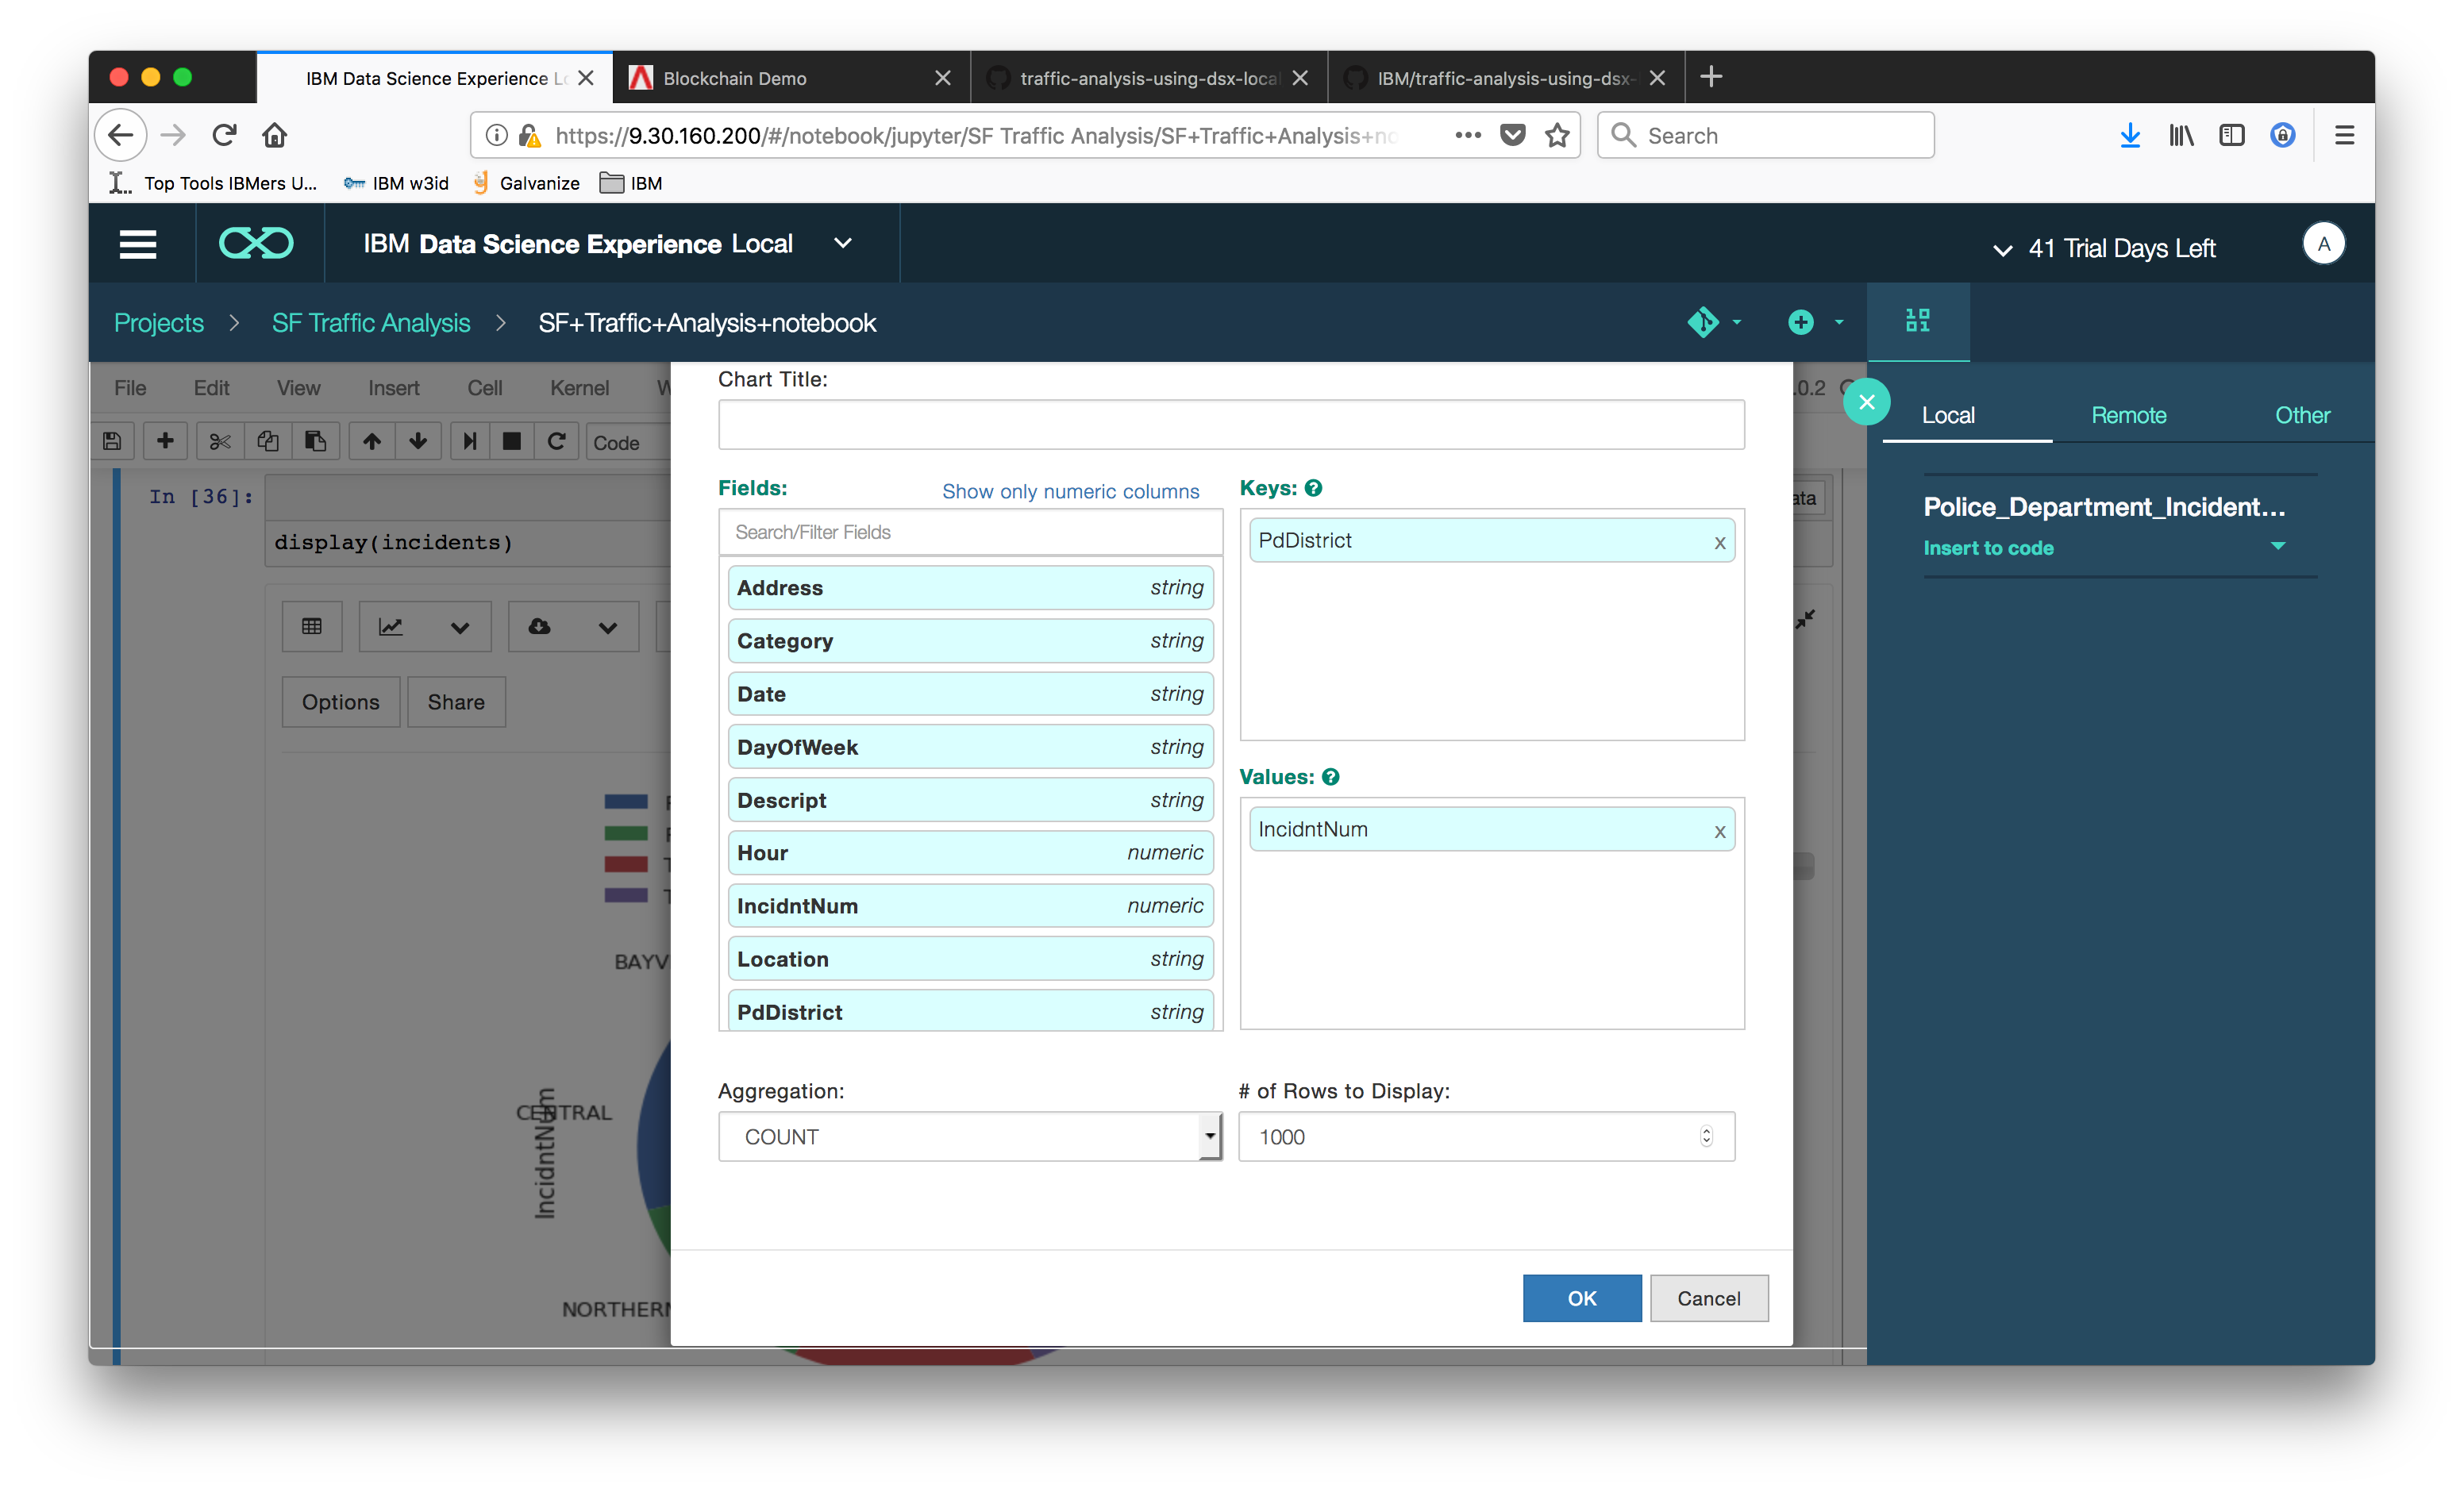 IBM Data Science Experience Lo
Blockchain Demo
traffic-analysis-using-dsx-local
IBM/traffic-analysis-using-dsx-
https://9.30.160.200/#/notebook/jupyter/SF Traffic Analysis/SF+Traffic+Analysis+no
Search
Top Tools IBMers U...
IBM w3id
Galvanize
IBM
IBM Data Science Experience Local
41 Trial Days Left
A
Projects > SF Traffic Analysis > SF+Traffic+Analysis+notebook
File Edit View Insert Cell Kernel W
.0.2
Code
In [36]:
display(incidents)
ata
Options
Share
BAYV
CENTRAL
IncidntNum
NORTHERN
Chart Title:
Fields:
Show only numeric columns
Search/Filter Fields
Address string
Category string
Date string
DayOfWeek string
Descript string
Hour numeric
IncidntNum numeric
Location string
PdDistrict string
Keys:
PdDistrict x
Values:
IncidntNum x
Aggregation:
COUNT
# of Rows to Display:
1000
OK
Cancel
Local
Remote
Other
Police_Department_Incident...
Insert to code